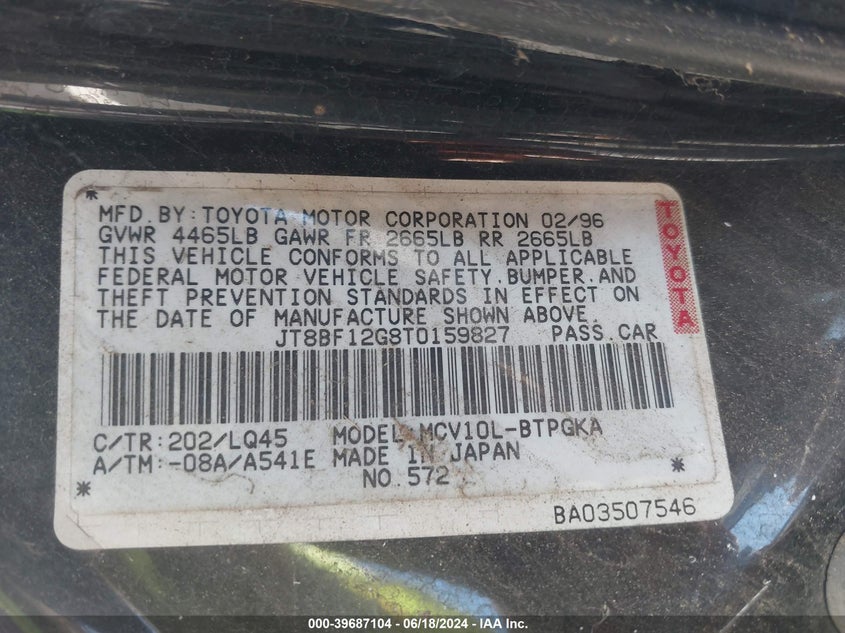 MFD.BY:TOYOTA MOTOR CORPORATION 02/96
GVWR 4465LB GAWR FR 2665LB RR 2665LB
THIS VEHICLE CONFORMS TO ALL APPLICABLE
FEDERAL MOTOR VEHICLE SAFETY,BUMPER,AND
THEFT PREVENTION STANDARDS IN EFFECT ON
THE DATE OF MANUFACTURE SHOWN ABOVE.
JT8BF12G8T0159827 PASS.CAR
TOYOTA
C/TR:202/LQ45 MODEL:MCV10L-BTPGKA
A/TM:-08A/A541E MADE IN JAPAN
NO.572
BA03507546
000-39687104 - 06/18/2024 - IAA Inc.